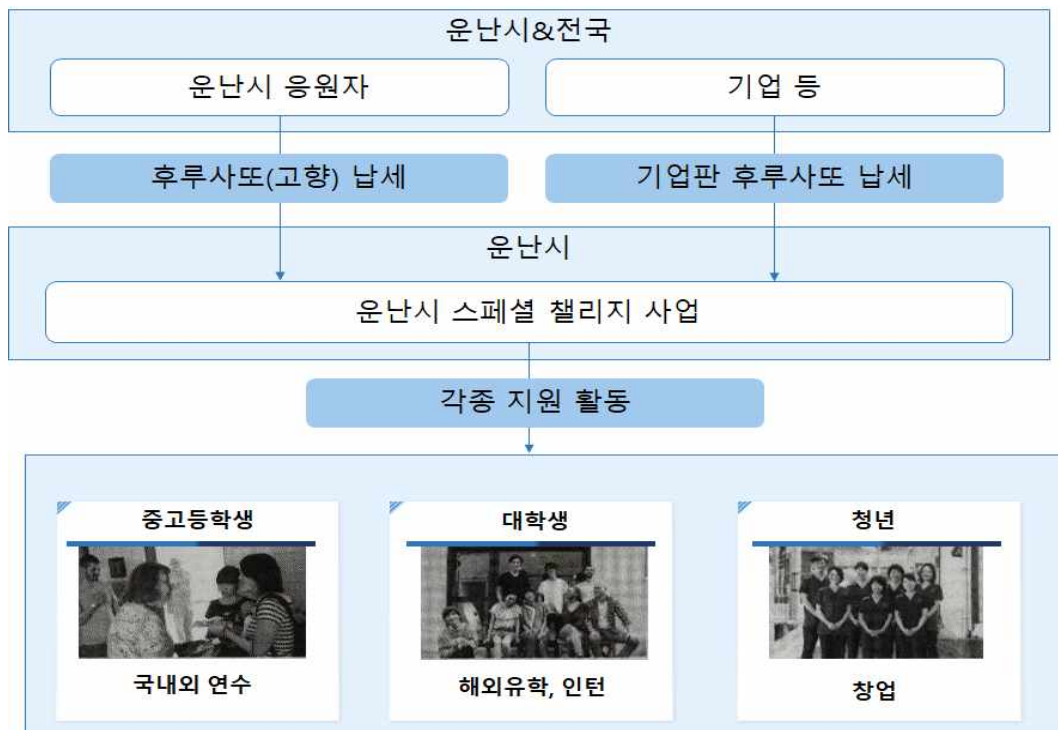 운난시&전국
운난시 응원자
기업 등
후루사또(고향) 납세
기업판 후루사또 납세
운난시
운난시 스페셜 챌리지 사업
각종 지원 활동
중고등학생
대학생
청년
국내외 연수
해외유학, 인턴
창업